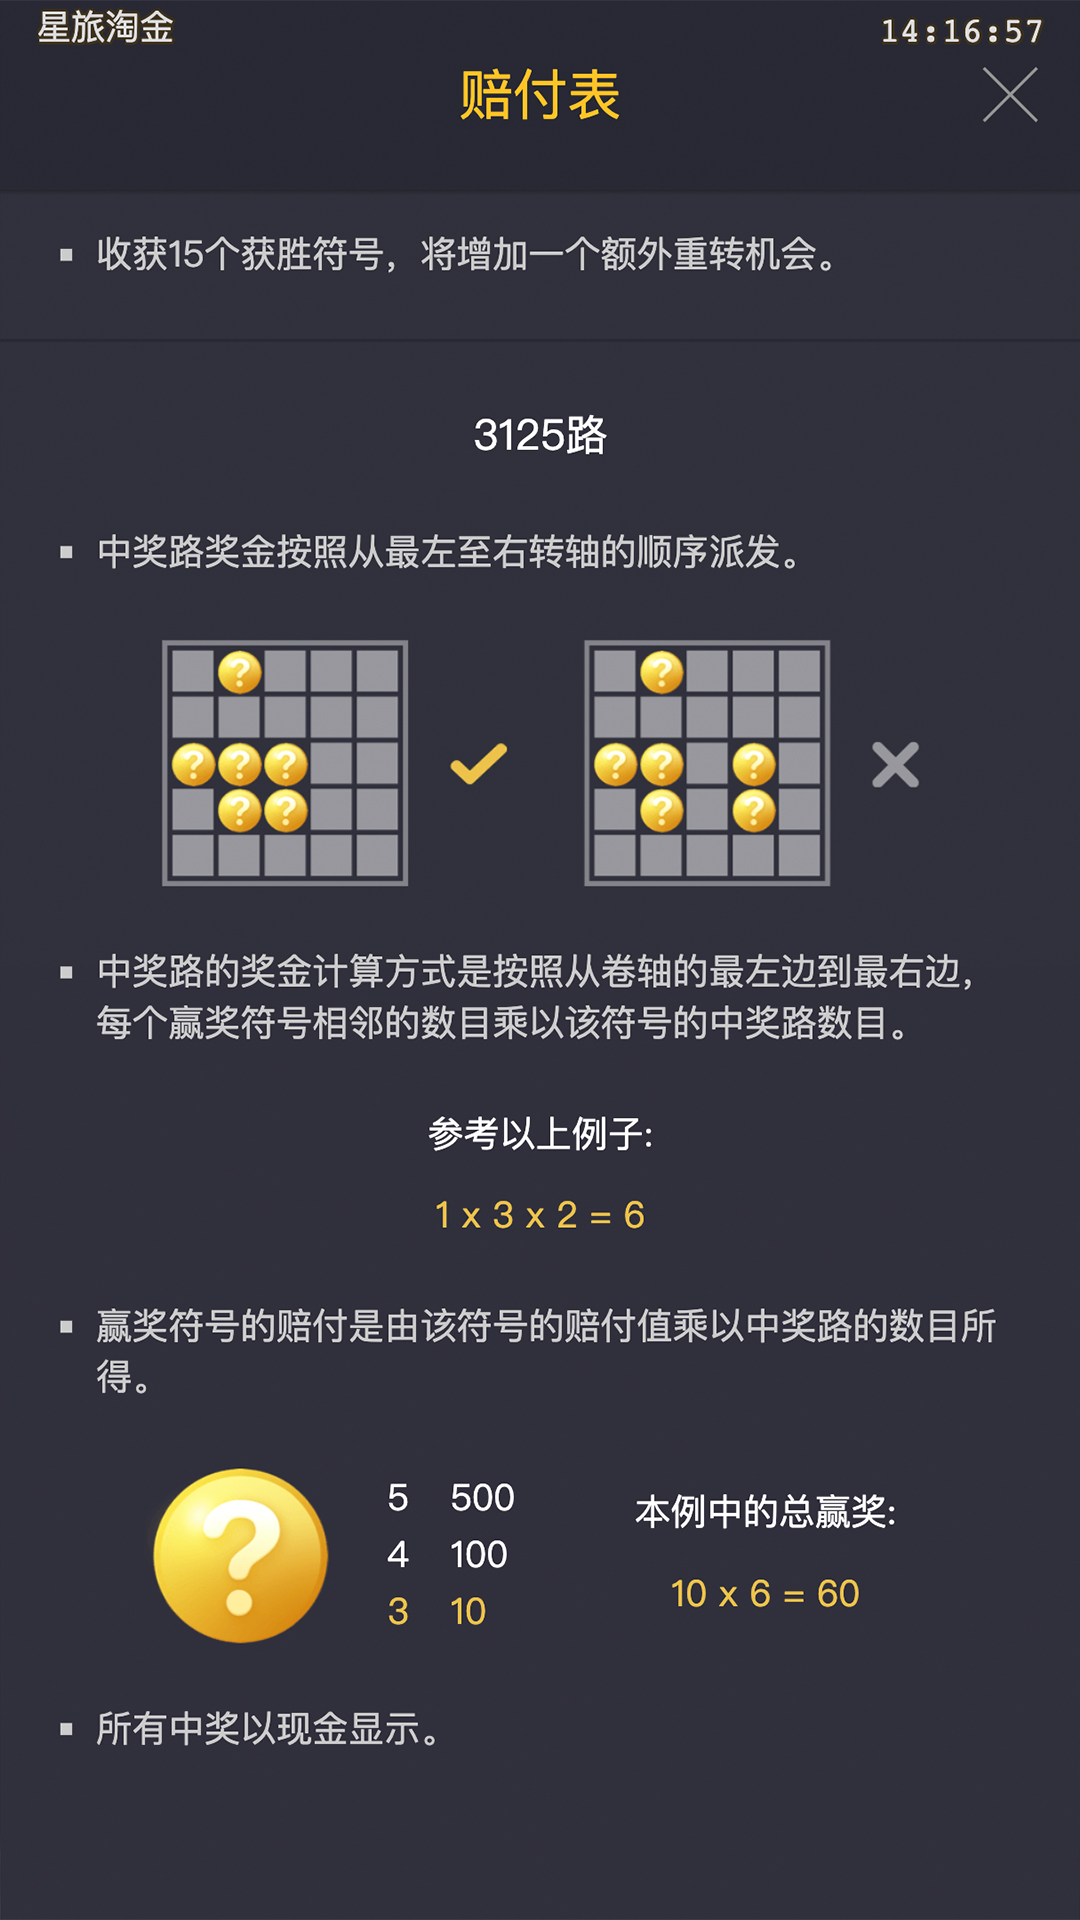 星旅淘金
14:16:57
赔付表
▪ 收获15个获胜符号，将增加一个额外重转机会。
3125路
▪ 中奖路奖金按照从最左至右转轴的顺序派发。
▪ 中奖路的奖金计算方式是按照从卷轴的最左边到最右边，
每个赢奖符号相邻的数目乘以该符号的中奖路数目。
参考以上例子:
1 x 3 x 2 = 6
▪ 赢奖符号的赔付是由该符号的赔付值乘以中奖路的数目所
得。
5 500
4 100
3 10
本例中的总赢奖:
10 x 6 = 60
▪ 所有中奖以现金显示。